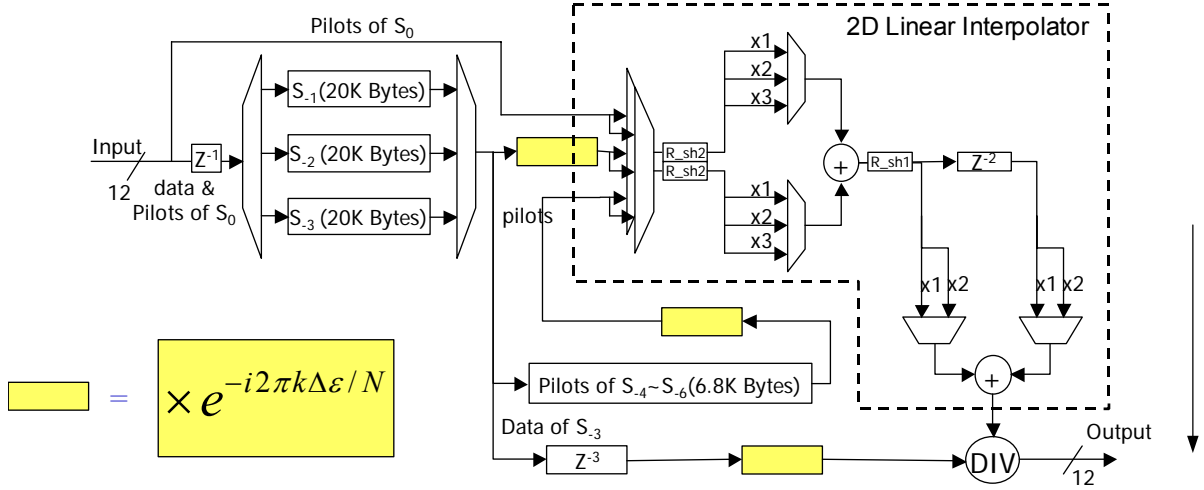 Pilots of S₀
2D Linear Interpolator
x1
x2
x3
S₋₁(20K Bytes)
Input
12
Z⁻¹
S₋₂ (20K Bytes)
data &
Pilots of S₀
S₋₃ (20K Bytes)
pilots
R_sh2
R_sh2
x1
x2
x3
+
R_sh1
Z⁻²
x1 x2
x1 x2
+
Pilots of S₋₄~S₋₆(6.8K Bytes)
= × e^{-i2πkΔε/N}
Data of S₋₃
Z⁻³
DIV
Output
12